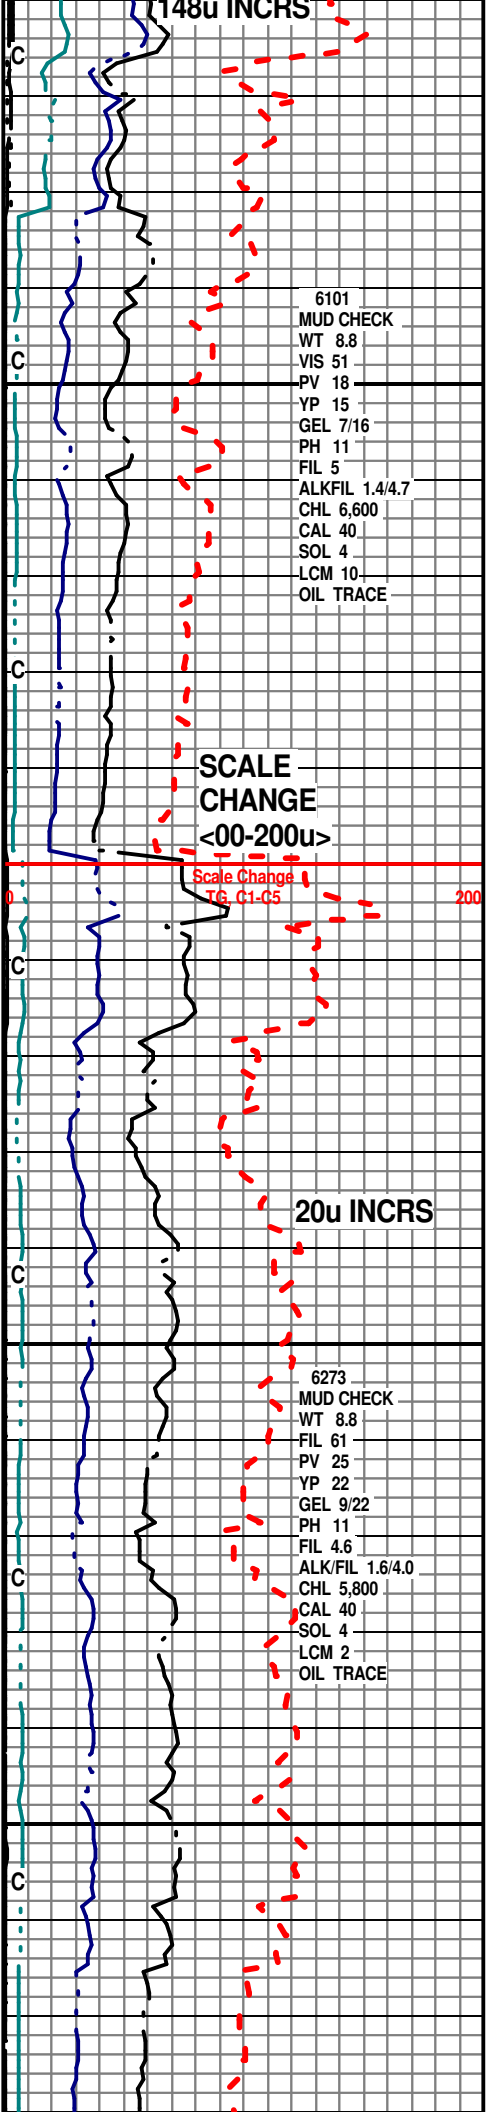 148u INCRS
C
6101
MUD CHECK
WT 8.8
VIS 51
C
PV 18
YP 15
GEL 7/16
PH 11
FIL 5
ALKFIL 1.4/4.7
CHL 6,600
CAL 40
SOL 4
LCM 10
OIL TRACE
C
SCALE
CHANGE
<00-200u>
Scale Change
0 TG, C1-C5 200
C
20u INCRS
C
6273
MUD CHECK
WT 8.8
FIL 61
PV 25
YP 22
GEL 9/22
PH 11
FIL 4.6
ALK/FIL 1.6/4.0
C
CHL 5,800
CAL 40
SOL 4
LCM 2
OIL TRACE
C